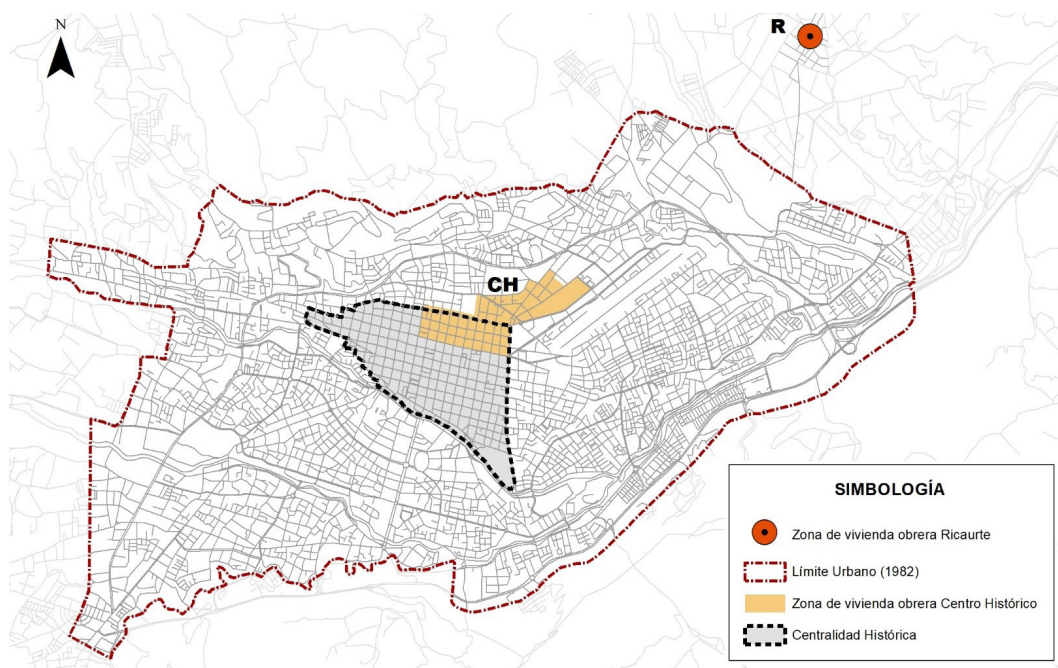 N
R
CH
SIMBOLOGÍA
Zona de vivienda obrera Ricaurte
Límite Urbano (1982)
Zona de vivienda obrera Centro Histórico
Centralidad Histórica